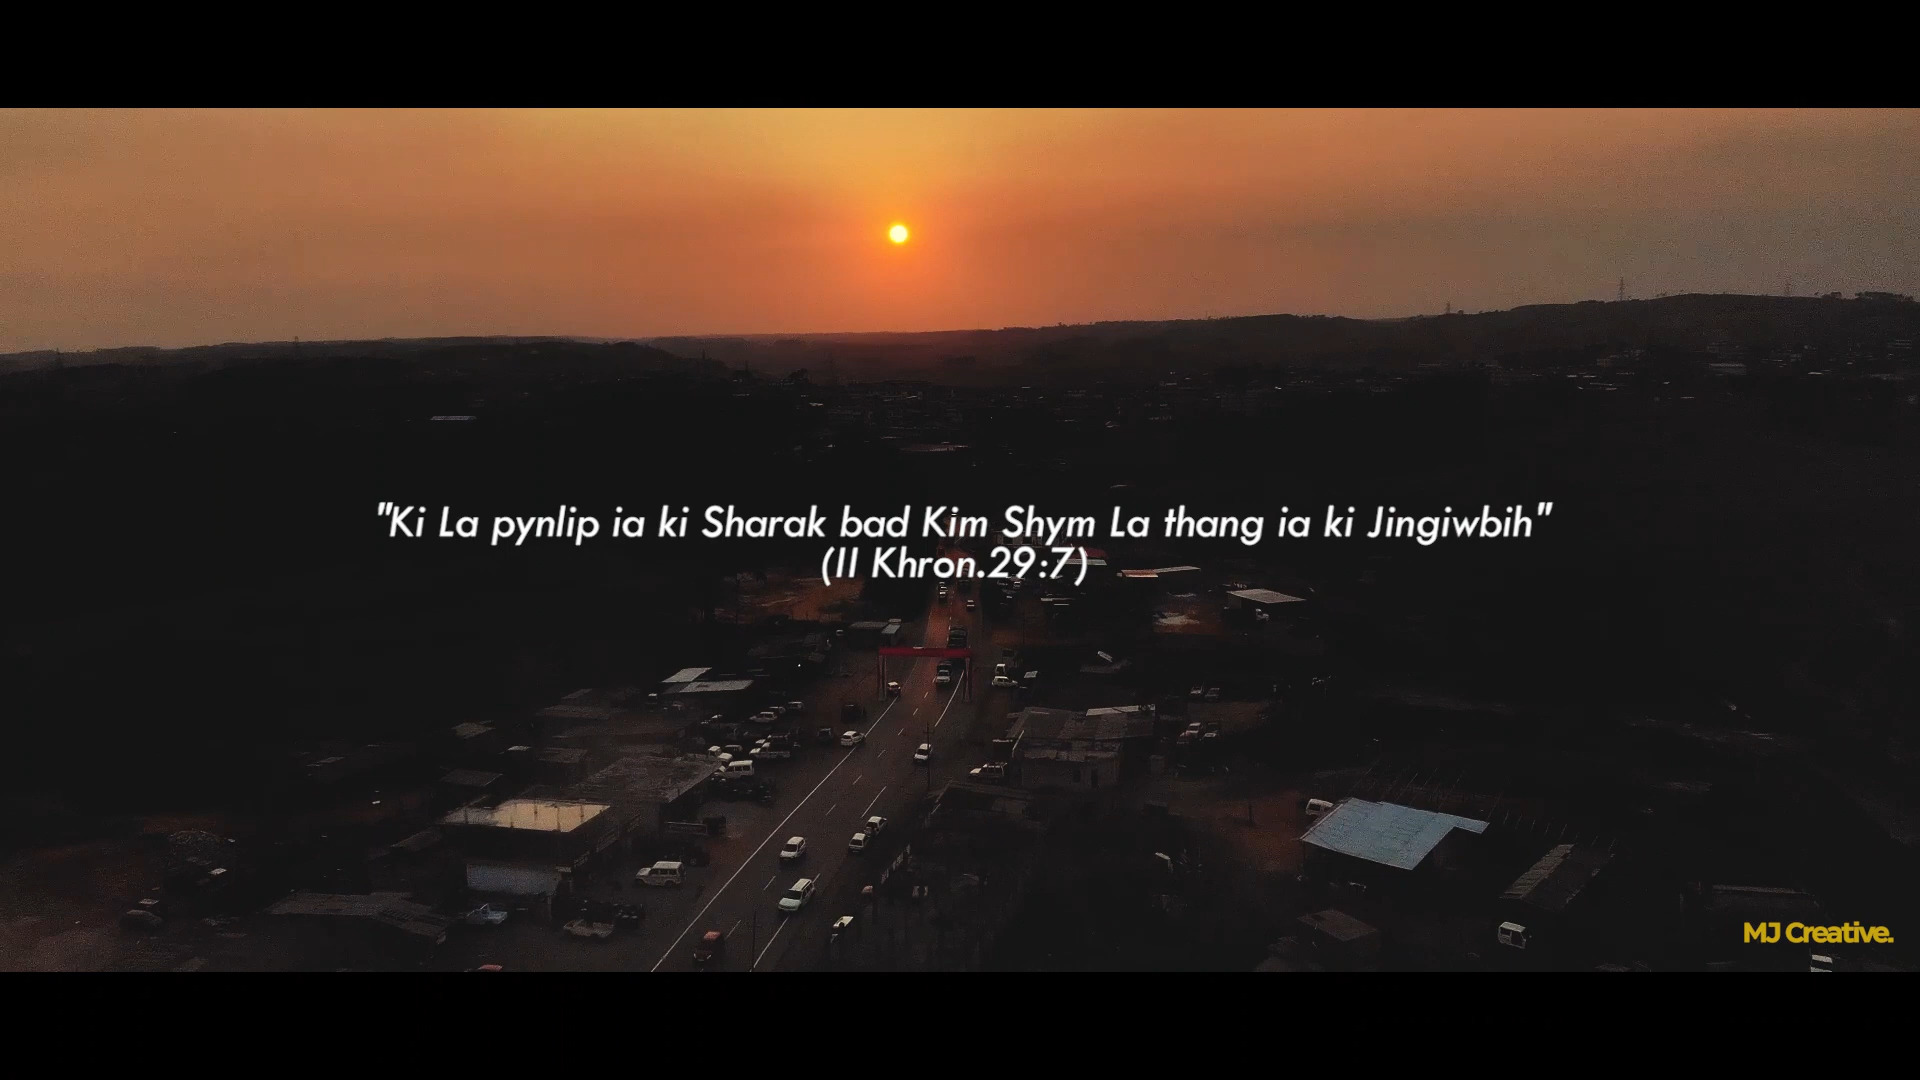 "Ki La pynlip ia ki Sharak bad Kim Shym La thang ia ki Jingiwbih"
(II Khron.29:7)
MJ Creative.